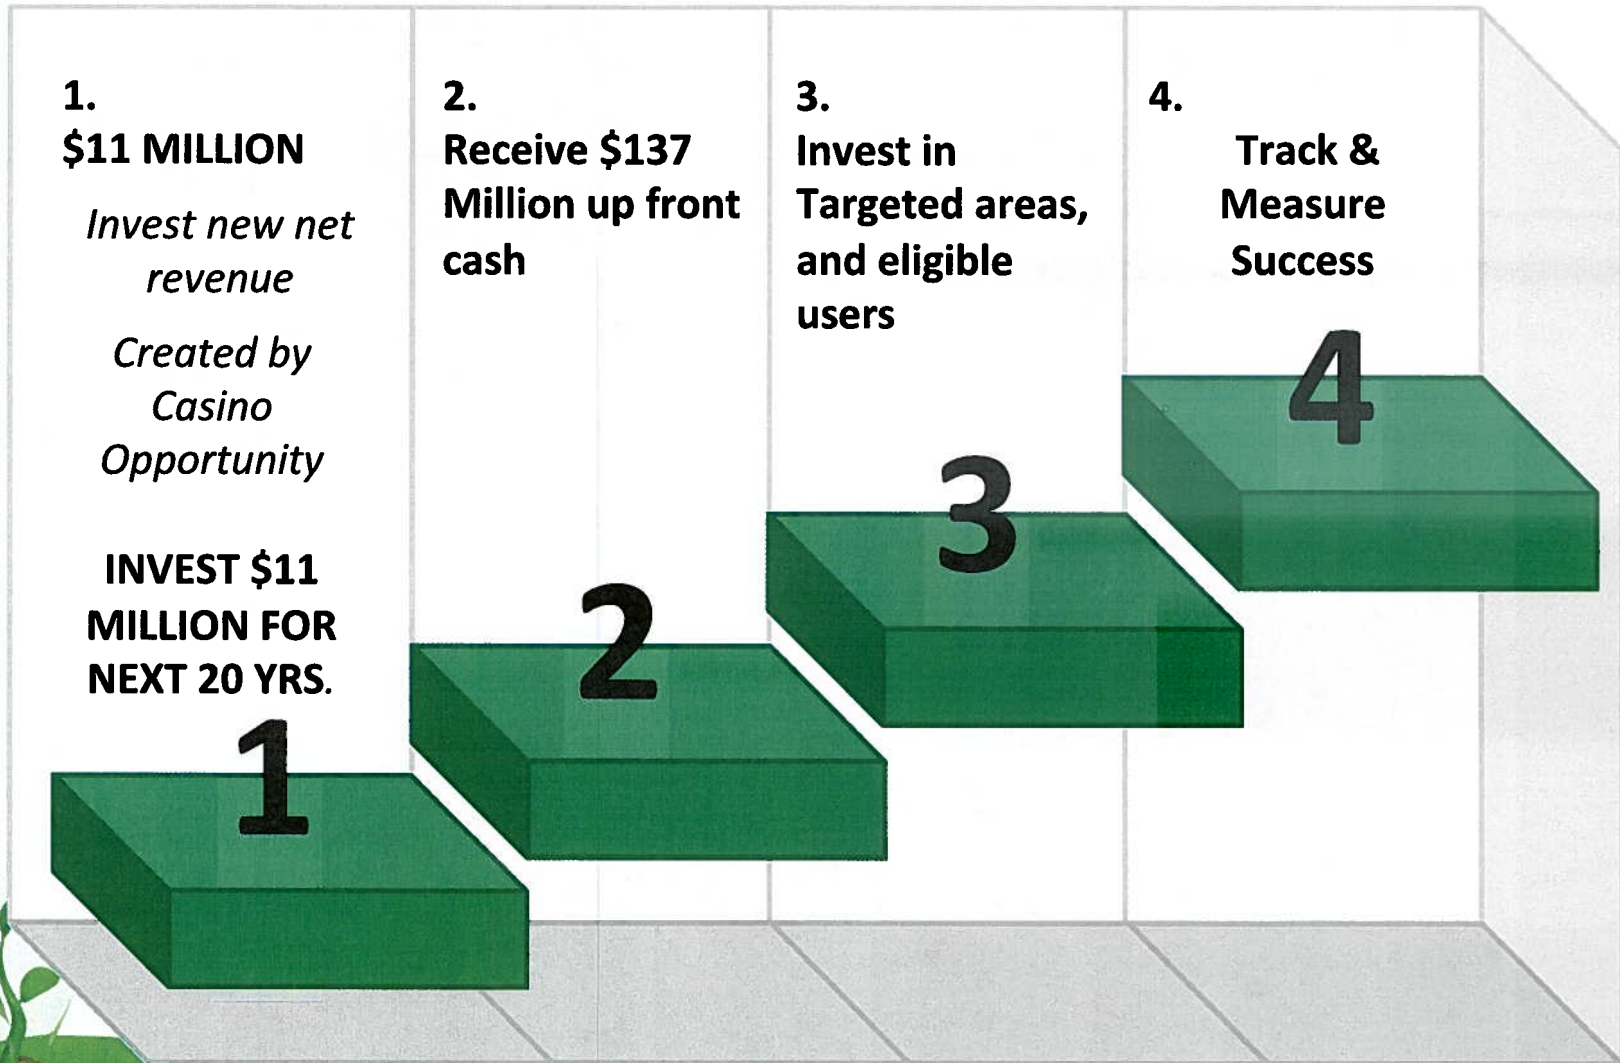 1.
$11 MILLION
Invest new net
revenue
Created by
Casino
Opportunity
INVEST $11
MILLION FOR
NEXT 20 YRS.
1
2.
Receive $137
Million up front
cash
2
3.
Invest in
Targeted areas,
and eligible
users
3
4.
Track &
Measure
Success
4